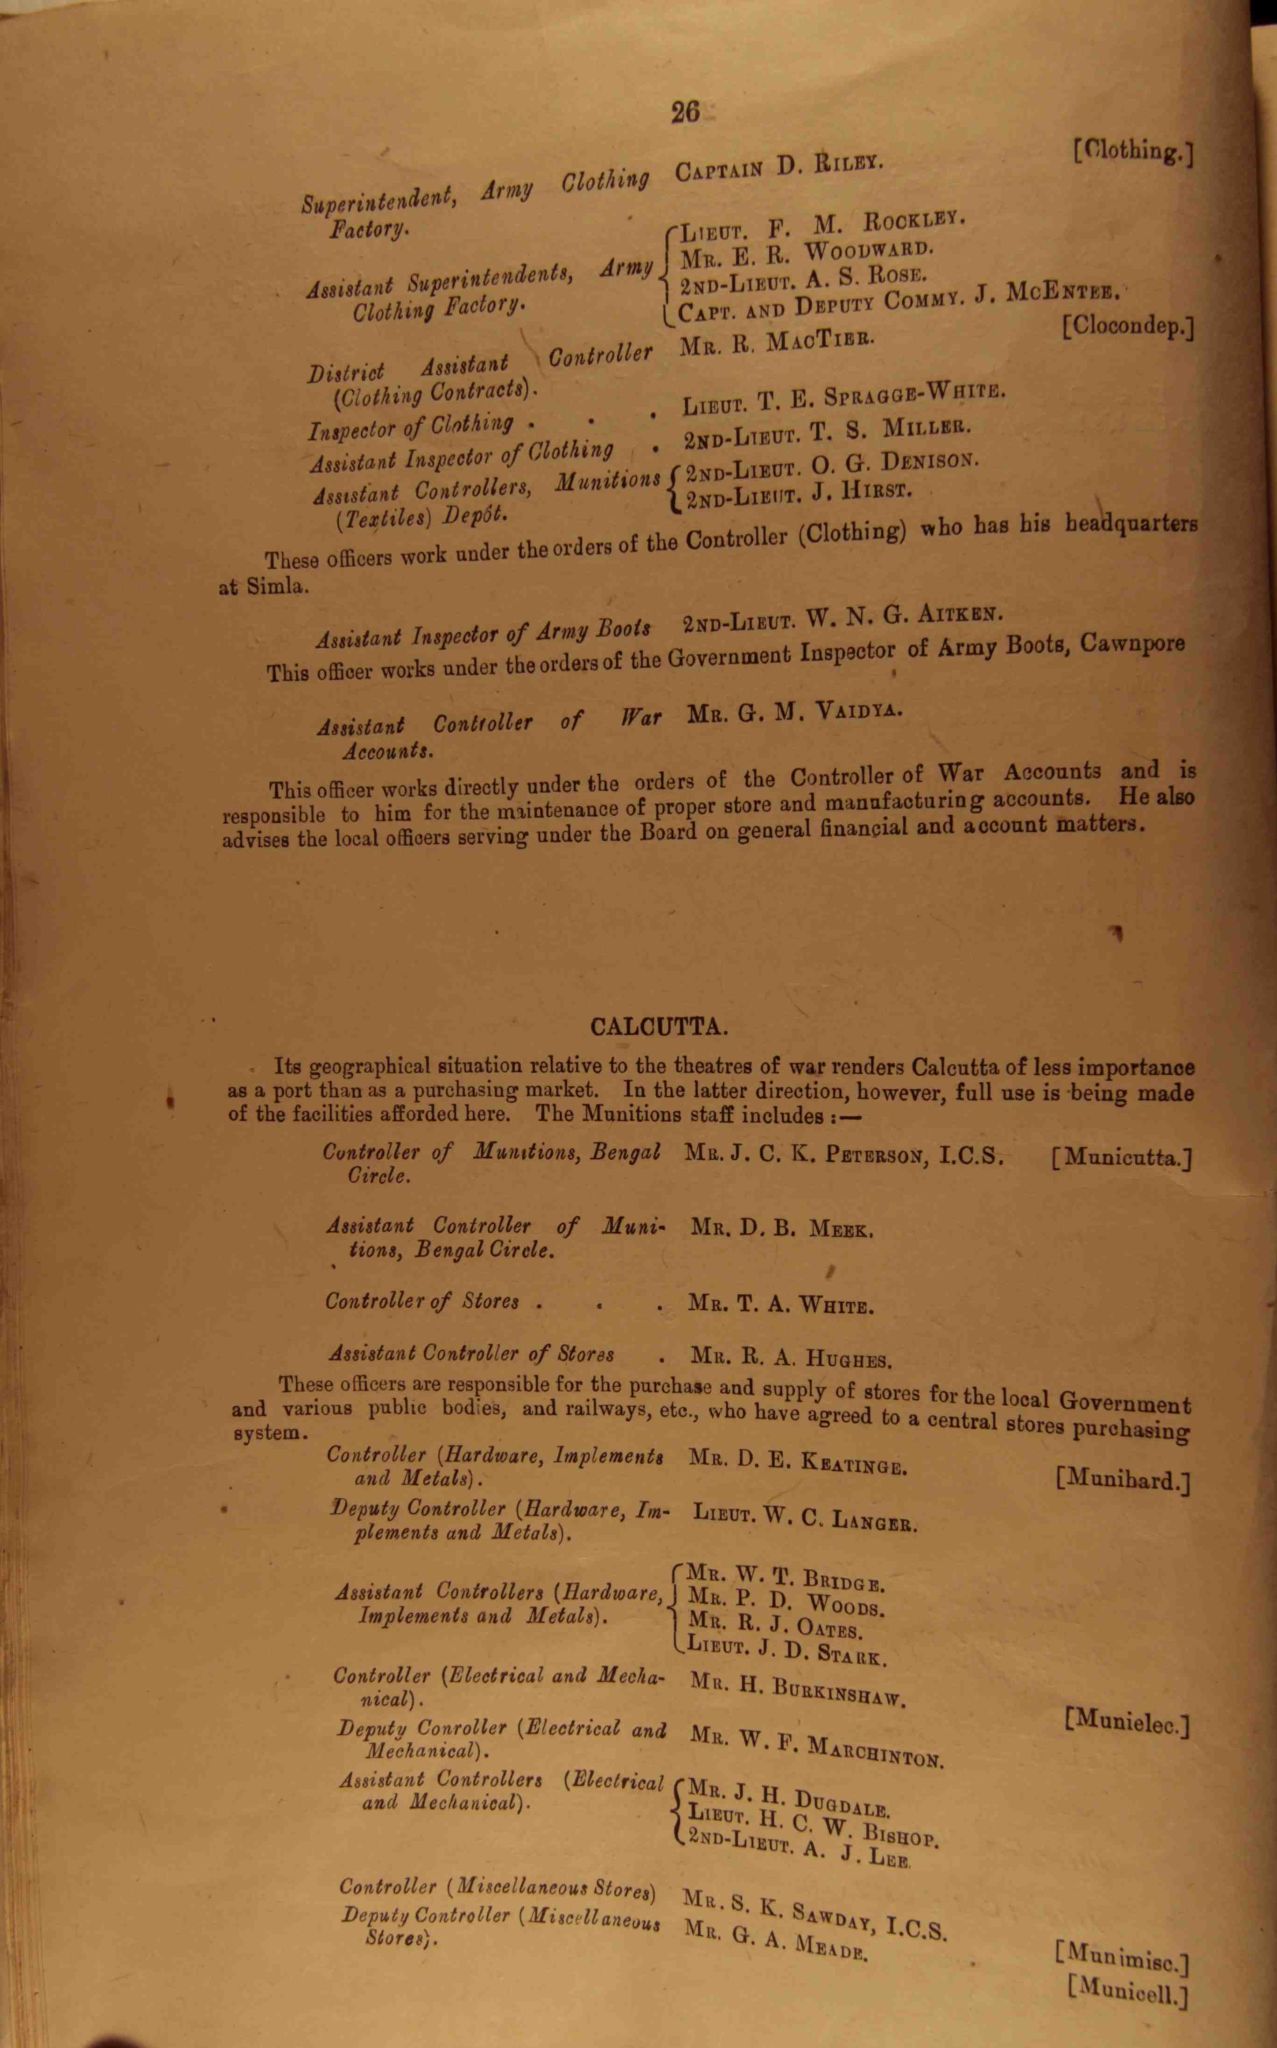 26
Superintendent, Army Clothing CAPTAIN D. RILEY. [Clothing.]
Factory.
Assistant Superintendents, Army Clothing Factory.
LIEUT. F. M. ROCKLEY.
MR. E. R. WOODWARD.
2ND-LIEUT. A. S. ROSE.
CAPT. AND DEPUTY COMMY. J. MCENTEE.
District Assistant Controller MR. R. MACTIER. [Clocondep.]
(Clothing Contracts).
Inspector of Clothing . . . LIEUT. T. E. SPRAGGE-WHITE.
Assistant Inspector of Clothing . 2ND-LIEUT. T. S. MILLER.
Assistant Controllers, Munitions 2ND-LIEUT. O. G. DENISON.
(Textiles) Depôt. 2ND-LIEUT. J. HIRST.
These officers work under the orders of the Controller (Clothing) who has his headquarters
at Simla.
Assistant Inspector of Army Boots 2ND-LIEUT. W. N. G. AITKEN.
This officer works under the orders of the Government Inspector of Army Boots, Cawnpore
Assistant Controller of War MR. G. M. VAIDYA.
Accounts.
This officer works directly under the orders of the Controller of War Accounts and is
responsible to him for the maintenance of proper store and manufacturing accounts. He also
advises the local officers serving under the Board on general financial and account matters.
CALCUTTA.
Its geographical situation relative to the theatres of war renders Calcutta of less importance
as a port than as a purchasing market. In the latter direction, however, full use is being made
of the facilities afforded here. The Munitions staff includes :—
Controller of Munitions, Bengal MR. J. C. K. PETERSON, I.C.S. [Municutta.]
Circle.
Assistant Controller of Muni- MR. D. B. MEEK.
tions, Bengal Circle.
Controller of Stores . . . MR. T. A. WHITE.
Assistant Controller of Stores . MR. R. A. HUGHES.
These officers are responsible for the purchase and supply of stores for the local Government
and various public bodies, and railways, etc., who have agreed to a central stores purchasing
system.
Controller (Hardware, Implements MR. D. E. KEATINGE. [Munihard.]
and Metals).
Deputy Controller (Hardware, Im- LIEUT. W. C. LANGER.
plements and Metals).
Assistant Controllers (Hardware,
Implements and Metals).
MR. W. T. BRIDGE.
MR. P. D. WOODS.
MR. R. J. OATES.
LIEUT. J. D. STARK.
Controller (Electrical and Mecha- MR. H. BURKINSHAW. [Munielec.]
nical).
Deputy Conroller (Electrical and MR. W. F. MARCHINTON.
Mechanical).
Assistant Controllers (Electrical
and Mechanical).
MR. J. H. DUGDALE.
LIEUT. H. C. W. BISHOP.
2ND-LIEUT. A. J. LEE.
Controller (Miscellaneous Stores) MR. S. K. SAWDAY, I.C.S. [Munimisc.]
Deputy Controller (Miscellaneous MR. G. A. MEADE. [Municell.]
Stores).